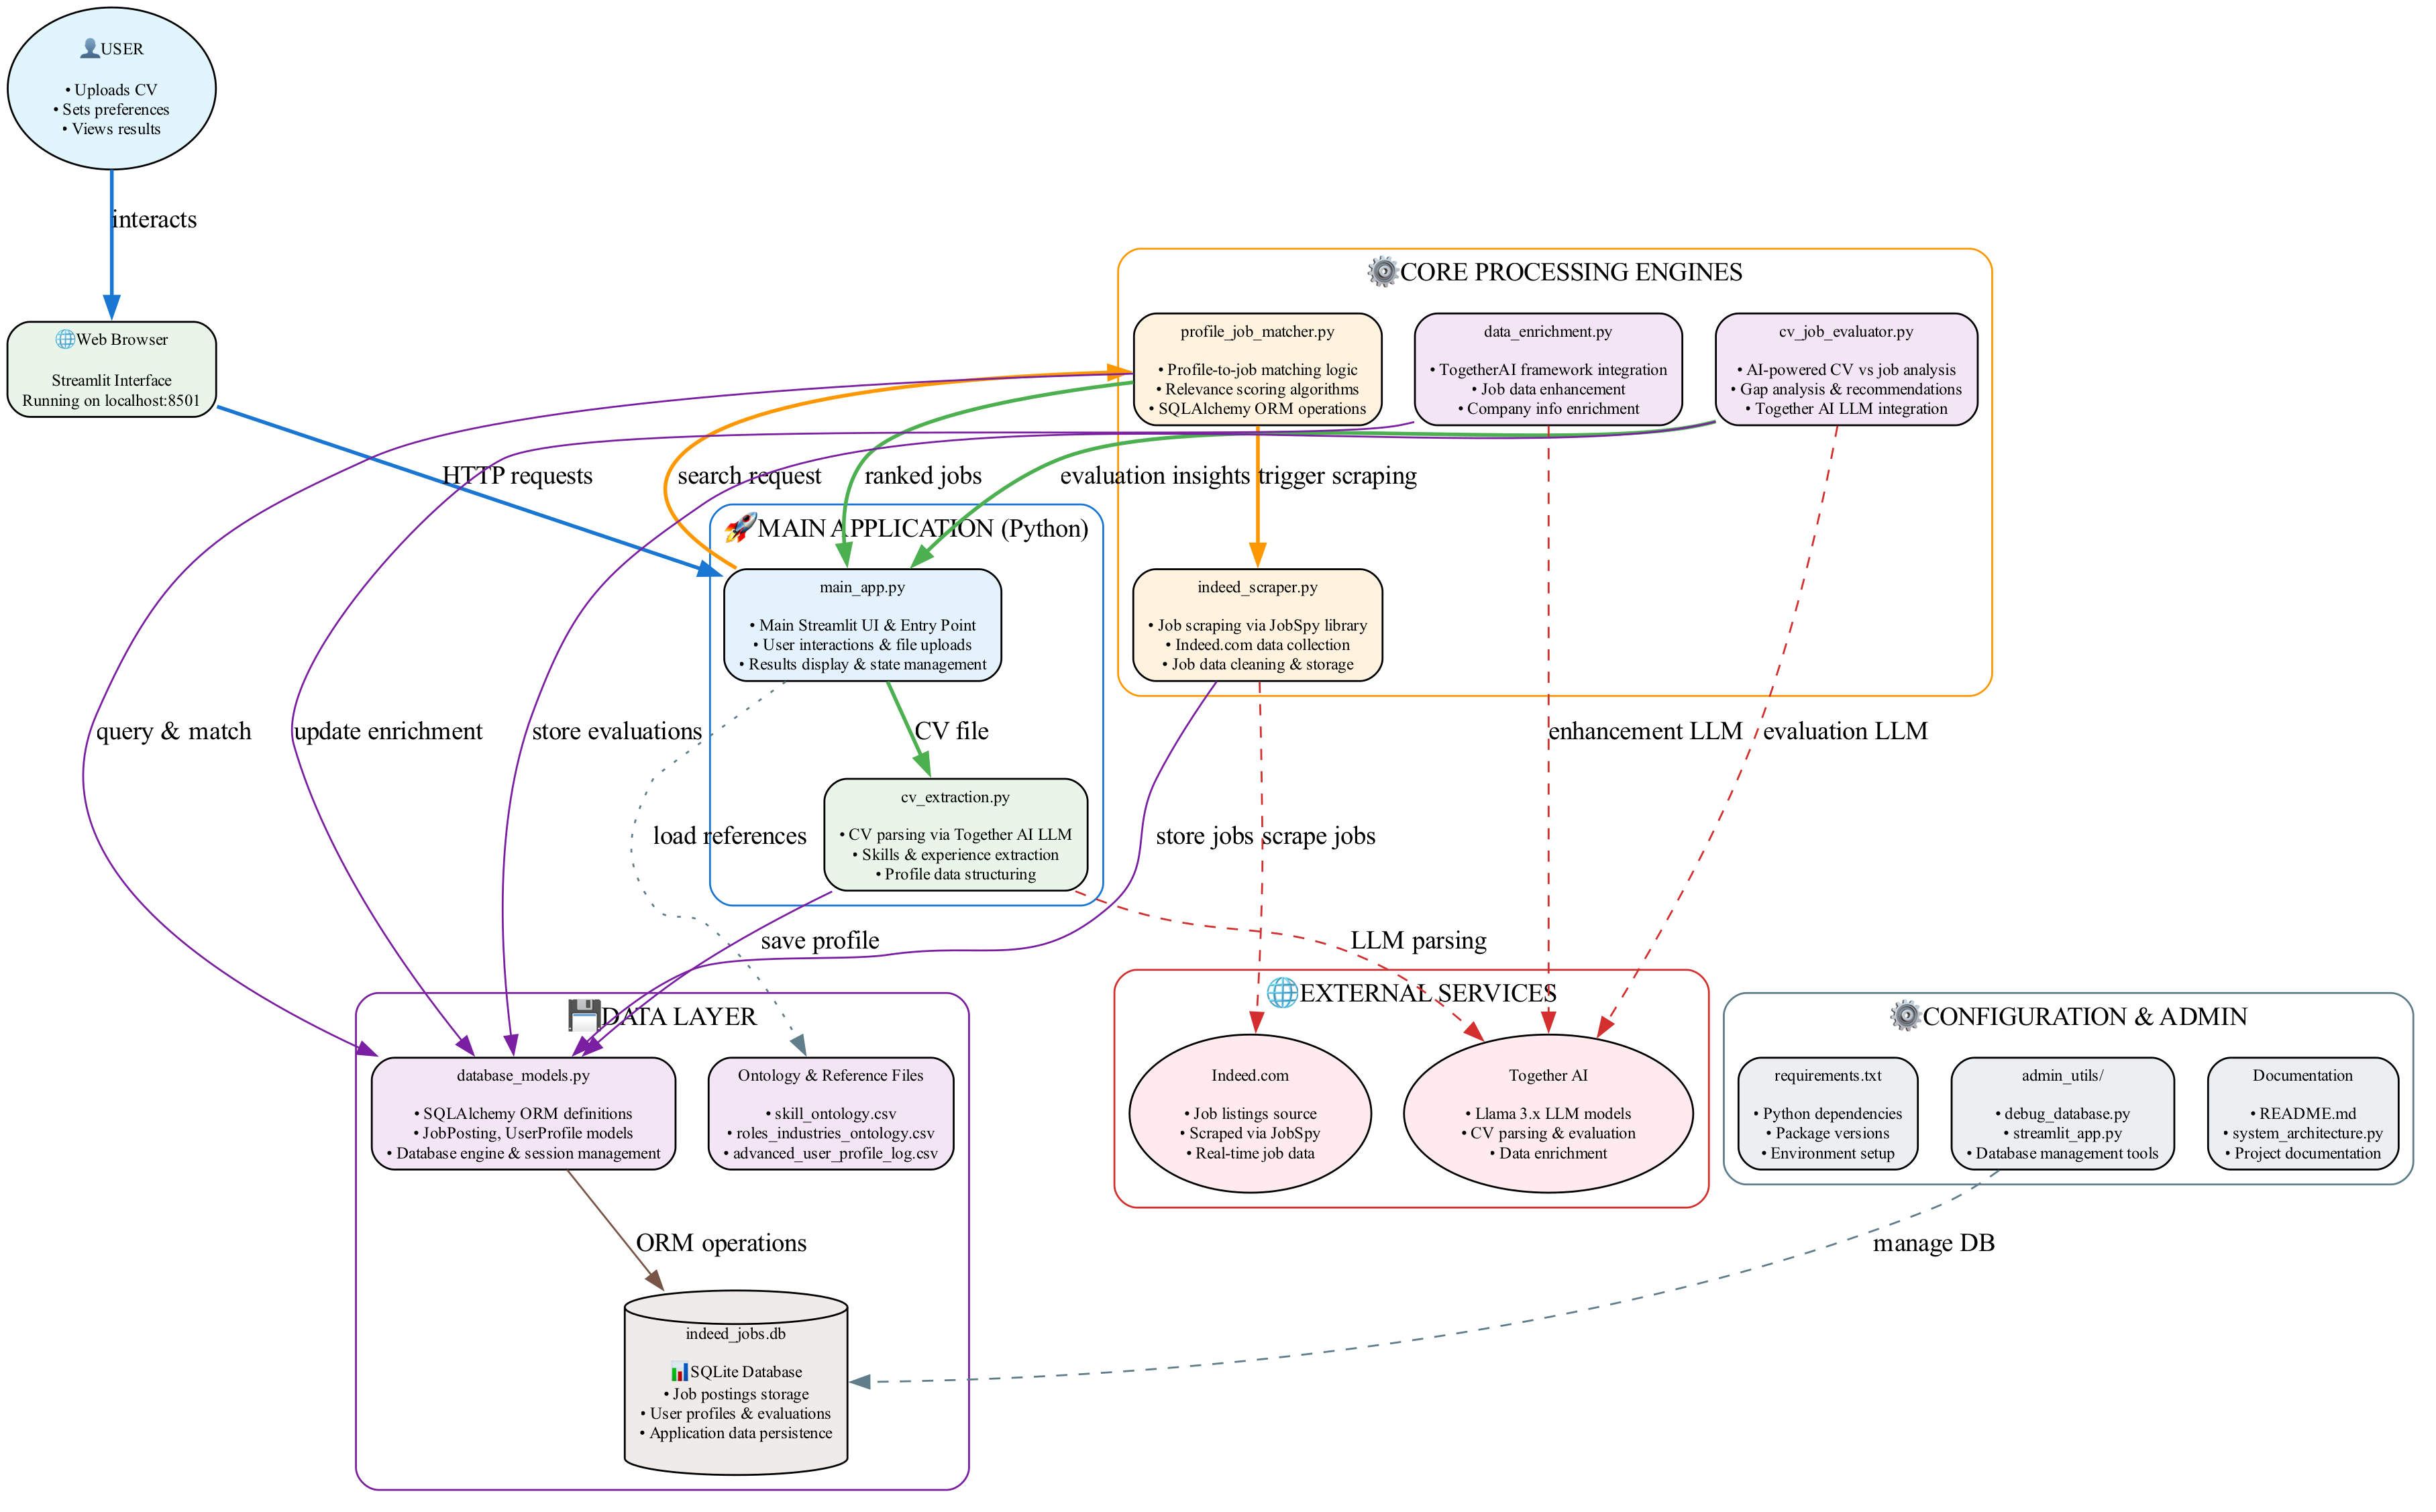 👤USER
• Uploads CV
• Sets preferences
• Views results
interacts
🌐Web Browser
Streamlit Interface
Running on localhost:8501
HTTP requests
⚙️CORE PROCESSING ENGINES
profile_job_matcher.py
• Profile-to-job matching logic
• Relevance scoring algorithms
• SQLAlchemy ORM operations
data_enrichment.py
• TogetherAI framework integration
• Job data enhancement
• Company info enrichment
cv_job_evaluator.py
• AI-powered CV vs job analysis
• Gap analysis & recommendations
• Together AI LLM integration
search request
ranked jobs
evaluation insights
trigger scraping
🚀MAIN APPLICATION (Python)
main_app.py
• Main Streamlit UI & Entry Point
• User interactions & file uploads
• Results display & state management
indeed_scraper.py
• Job scraping via JobSpy library
• Indeed.com data collection
• Job data cleaning & storage
query & match
update enrichment
store evaluations
CV file
enhancement LLM
evaluation LLM
cv_extraction.py
• CV parsing via Together AI LLM
• Skills & experience extraction
• Profile data structuring
load references
store jobs
scrape jobs
save profile
LLM parsing
💾DATA LAYER
database_models.py
• SQLAlchemy ORM definitions
• JobPosting, UserProfile models
• Database engine & session management
Ontology & Reference Files
• skill_ontology.csv
• roles_industries_ontology.csv
• advanced_user_profile_log.csv
🌐EXTERNAL SERVICES
Indeed.com
• Job listings source
• Scraped via JobSpy
• Real-time job data
Together AI
• Llama 3.x LLM models
• CV parsing & evaluation
• Data enrichment
⚙️CONFIGURATION & ADMIN
requirements.txt
• Python dependencies
• Package versions
• Environment setup
admin_utils/
• debug_database.py
• streamlit_app.py
• Database management tools
Documentation
• README.md
• system_architecture.py
• Project documentation
ORM operations
manage DB
indeed_jobs.db
📊SQLite Database
• Job postings storage
• User profiles & evaluations
• Application data persistence